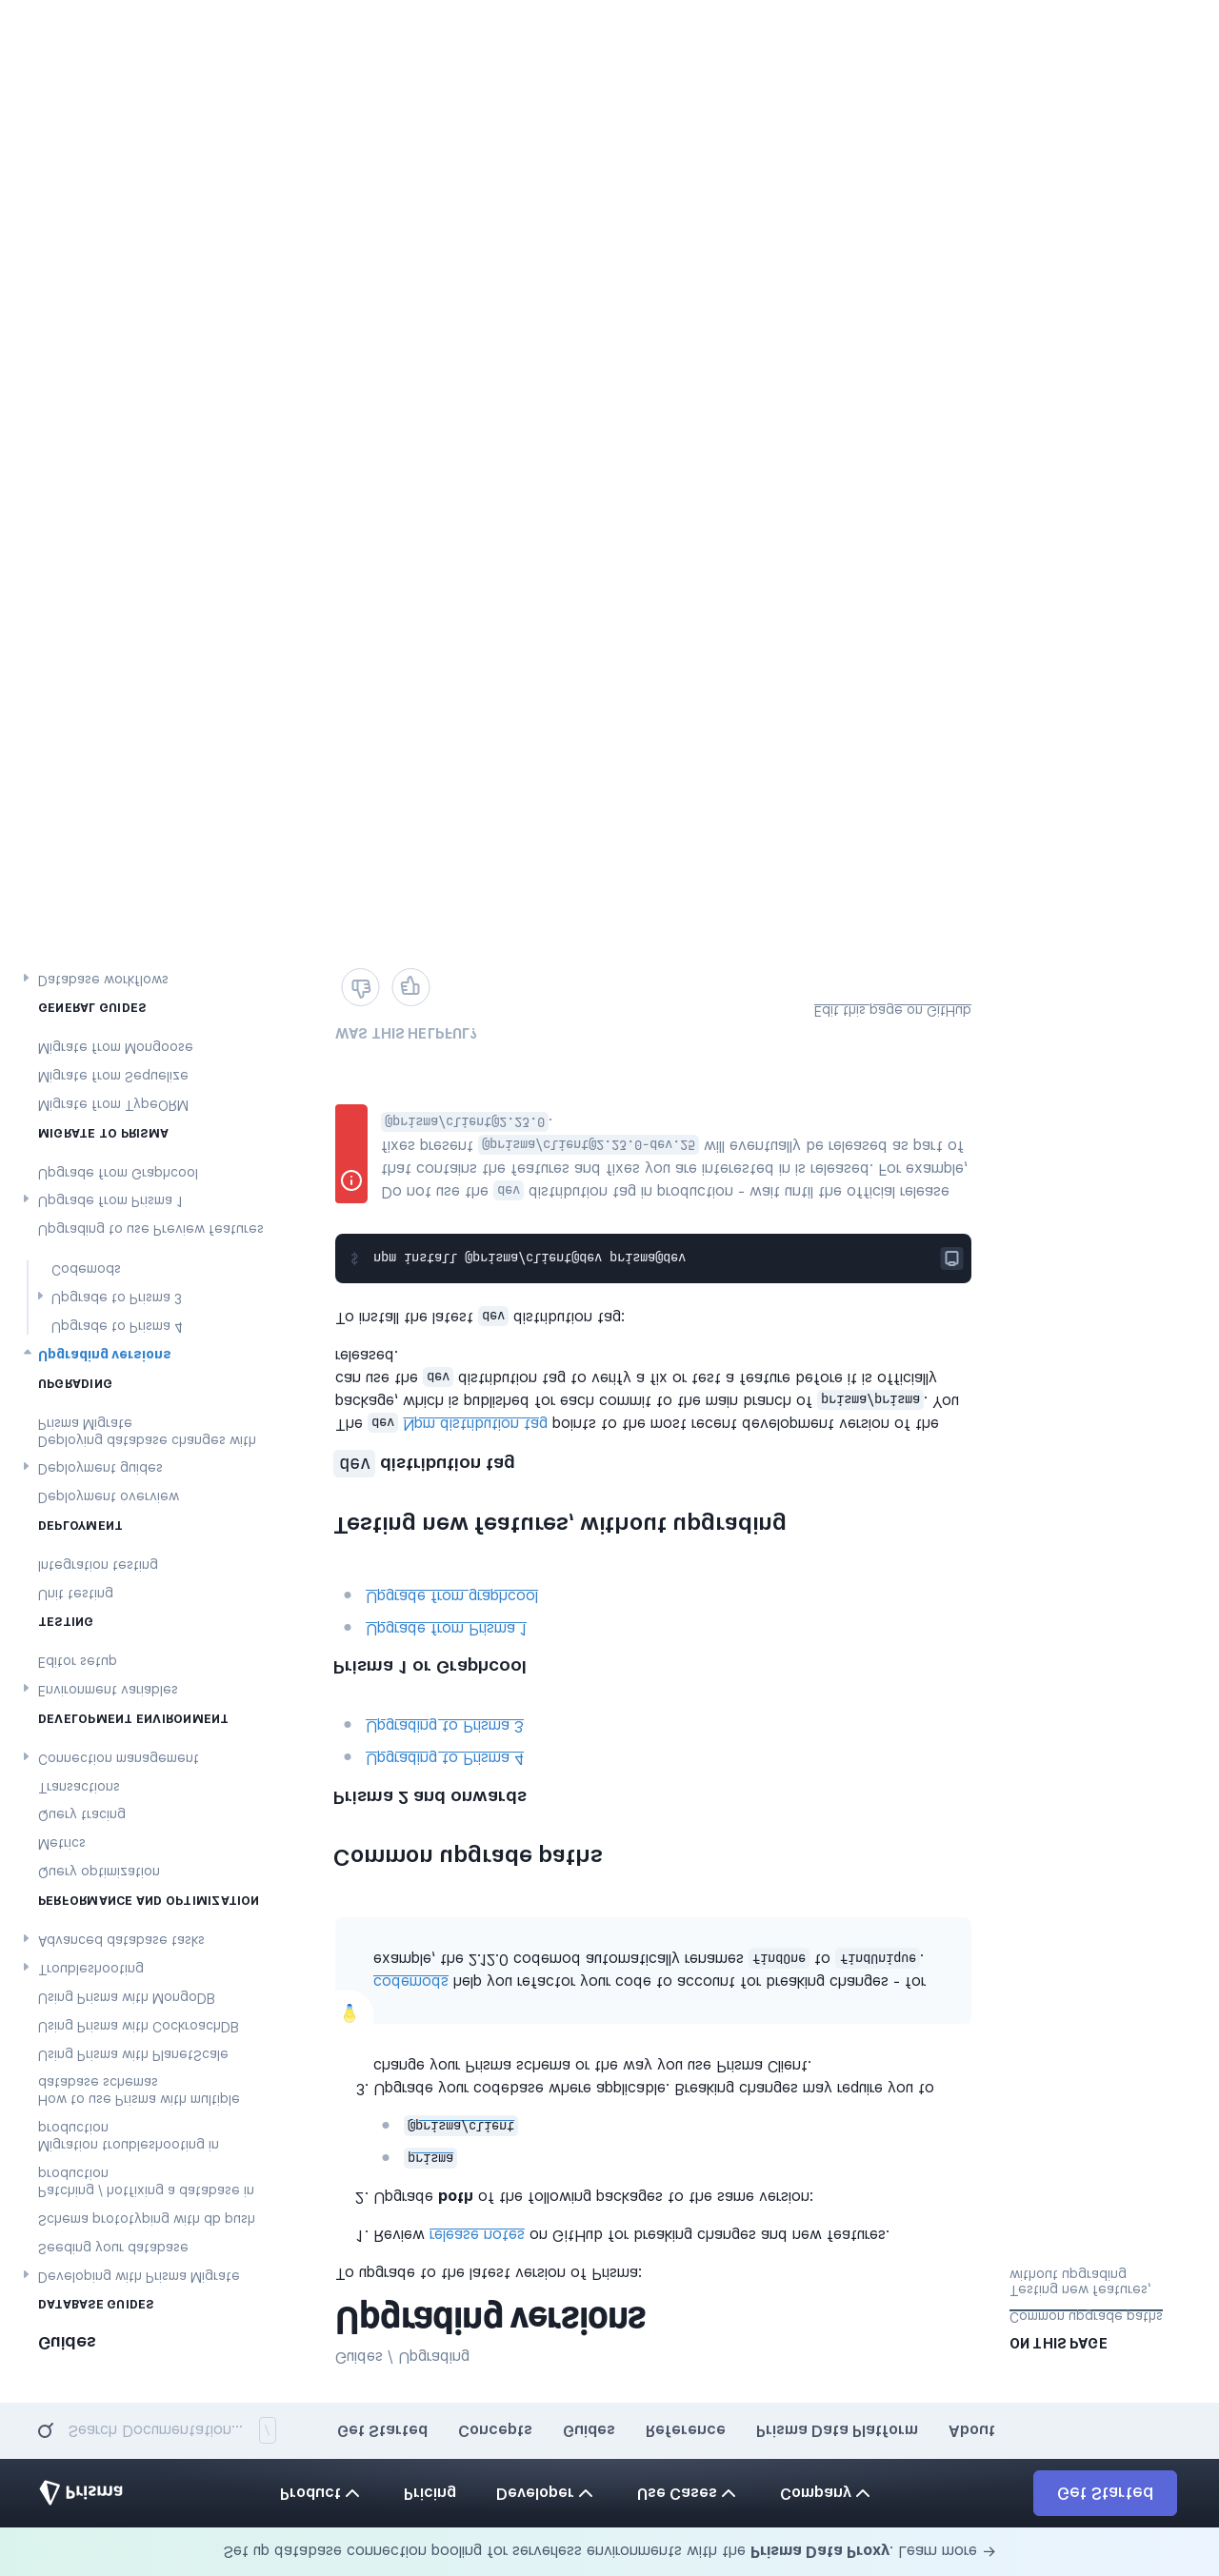 Set up database connection pooling for serverless environments with the Prisma Data Proxy. Learn more →
Prisma
Product
Pricing
Developer
Use Cases
Company
Get Started
Search Documentation... /
Get Started
Concepts
Guides
Reference
Prisma Data Platform
About
Guides
DATABASE GUIDES
Developing with Prisma Migrate
Seeding your database
Schema prototyping with db push
Patching / hotfixing a database in
production
Migration troubleshooting in
production
How to use Prisma with multiple
database schemas
Using Prisma with PlanetScale
Using Prisma with CockroachDB
Using Prisma with MongoDB
Troubleshooting
Advanced database tasks
PERFORMANCE AND OPTIMIZATION
Query optimization
Metrics
Query tracing
Transactions
Connection management
DEVELOPMENT ENVIRONMENT
Environment variables
Editor setup
TESTING
Unit testing
Integration testing
DEPLOYMENT
Deployment overview
Deployment guides
Deploying database changes with
Prisma Migrate
UPGRADING
Upgrading versions
Upgrade to Prisma 4
Upgrade to Prisma 3
Codemods
Upgrading to use Preview features
Upgrade from Prisma 1
Upgrade from Graphcool
MIGRATE TO PRISMA
Migrate from TypeORM
Migrate from Sequelize
Migrate from Mongoose
GENERAL GUIDES
Database workflows
Guides / Upgrading
Upgrading versions
To upgrade to the latest version of Prisma:
1. Review release notes on GitHub for breaking changes and new features.
2. Upgrade both of the following packages to the same version:
prisma
@prisma/client
3. Upgrade your codebase where applicable. Breaking changes may require you to
change your Prisma schema or the way you use Prisma Client.
codemods help you refactor your code to account for breaking changes - for
example, the 2.12.0 codemod automatically renames findOne to findUnique.
Common upgrade paths
Prisma 2 and onwards
Upgrading to Prisma 4
Upgrading to Prisma 3
Prisma 1 or Graphcool
Upgrade from Prisma 1
Upgrade from graphcool
Testing new features, without upgrading
dev distribution tag
The dev Npm distribution tag points to the most recent development version of the
package, which is published for each commit to the main branch of prisma/prisma. You
can use the dev distribution tag to verify a fix or test a feature before it is officially
released.
To install the latest dev distribution tag:
$ npm install @prisma/client@dev prisma@dev
Do not use the dev distribution tag in production - wait until the official release
that contains the features and fixes you are interested in is released. For example,
fixes present @prisma/client@2.23.0-dev.25 will eventually be released as part of
@prisma/client@2.23.0.
WAS THIS HELPFUL?
Edit this page on GitHub
ON THIS PAGE
Common upgrade paths
Testing new features,
without upgrading